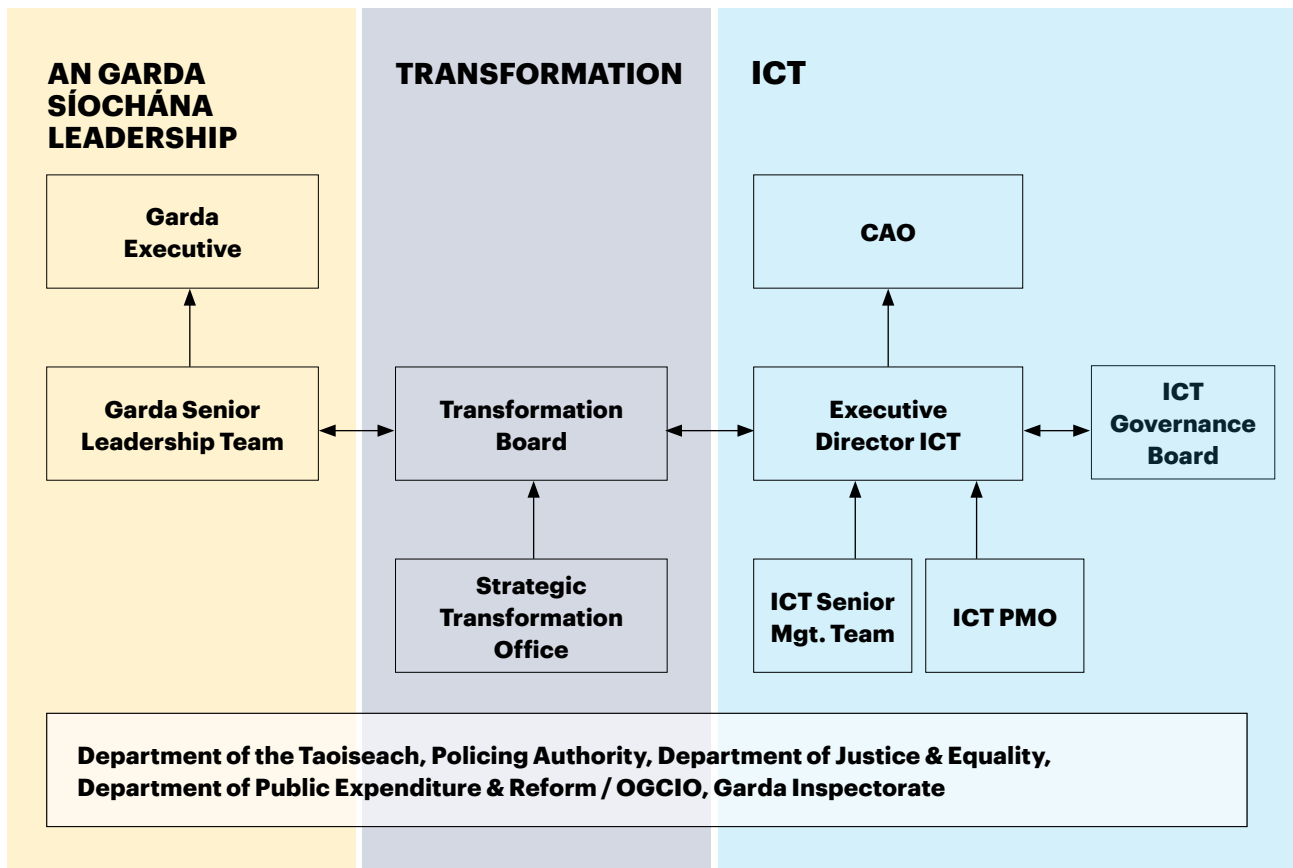 AN GARDA
SÍOCHÁNA
LEADERSHIP
TRANSFORMATION
ICT
Garda
Executive
CAO
Garda Senior
Leadership Team
Transformation
Board
Executive
Director ICT
ICT
Governance
Board
Strategic
Transformation
Office
ICT Senior
Mgt. Team
ICT PMO
Department of the Taoiseach, Policing Authority, Department of Justice & Equality,
Department of Public Expenditure & Reform / OGCIO, Garda Inspectorate